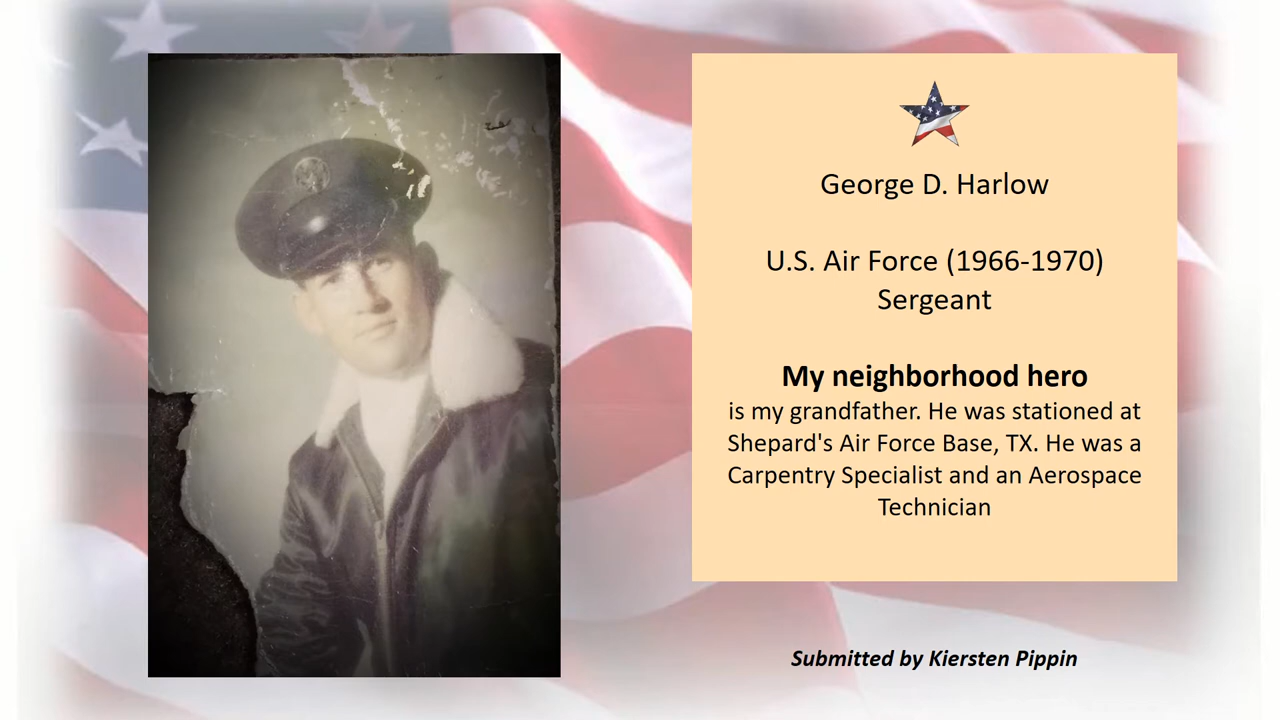 George D. Harlow
U.S. Air Force (1966-1970)
Sergeant
My neighborhood hero
is my grandfather. He was stationed at
Shepard's Air Force Base, TX. He was a
Carpentry Specialist and an Aerospace
Technician
Submitted by Kiersten Pippin